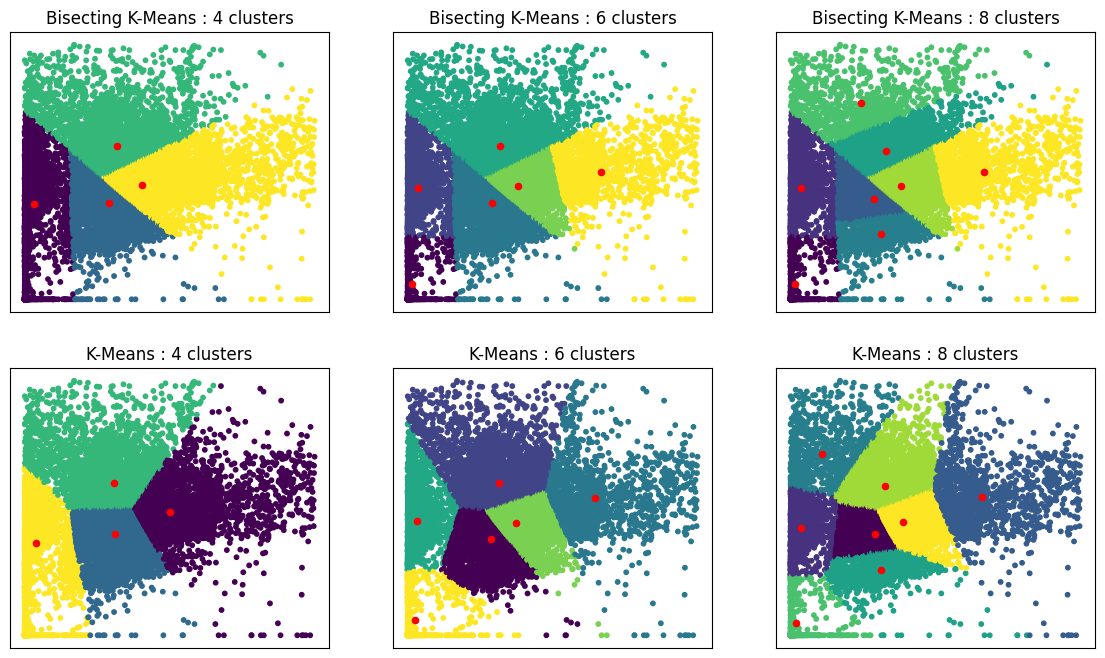 Bisecting K-Means : 4 clusters
Bisecting K-Means : 6 clusters
Bisecting K-Means : 8 clusters
K-Means : 4 clusters
K-Means : 6 clusters
K-Means : 8 clusters